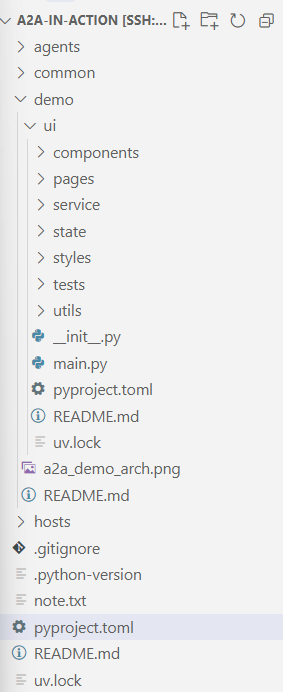 A2A-IN-ACTION [SSH:...
agents
common
demo
ui
components
pages
service
state
styles
tests
utils
__init__.py
main.py
pyproject.toml
README.md
uv.lock
a2a_demo_arch.png
README.md
hosts
.gitignore
.python-version
note.txt
pyproject.toml
README.md
uv.lock